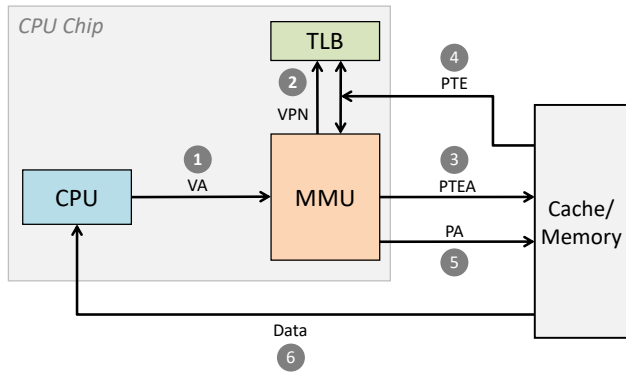 CPU Chip
TLB
4
PTE
2
VPN
1
VA
3
PTEA
CPU
MMU
Cache/
Memory
PA
5
Data
6